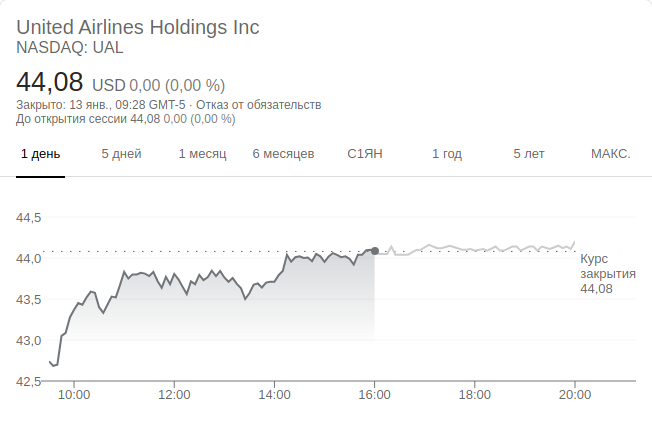 United Airlines Holdings Inc
NASDAQ: UAL
44,08 USD 0,00 (0,00 %)
Закрыто: 13 янв., 09:28 GMT-5 · Отказ от обязательств
До открытия сессии 44,08 0,00 (0,00 %)
1 день 5 дней 1 месяц 6 месяцев С1ЯН 1 год 5 лет МАКС.
44,5
44,0
43,5
43,0
42,5
Курс
закрытия
44,08
10:00 12:00 14:00 16:00 18:00 20:00